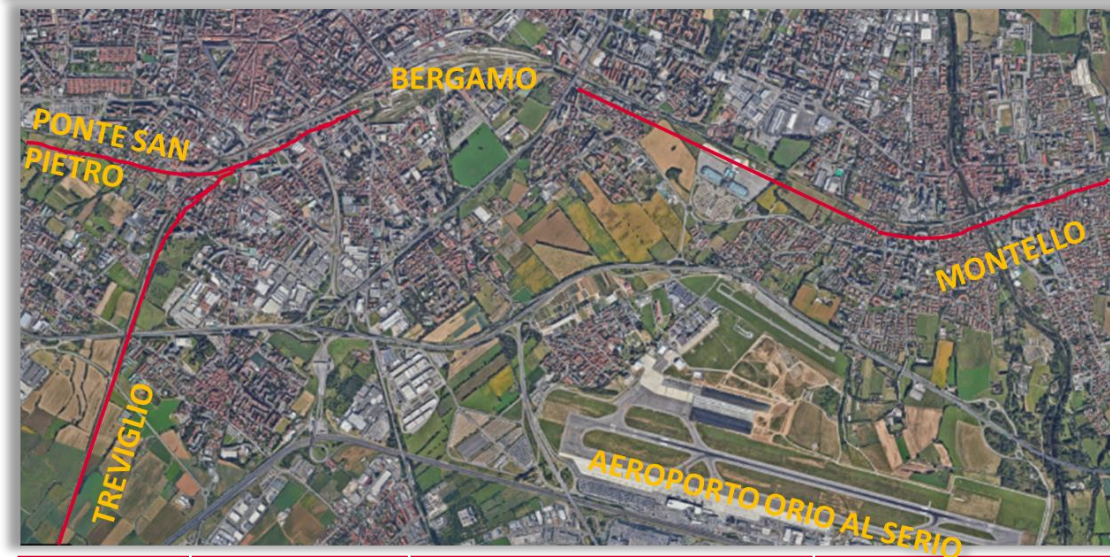 BERGAMO
PONTE SAN
PIETRO
MONTELLO
TREVIGLIO
AEROPORTO ORIO AL SERIO